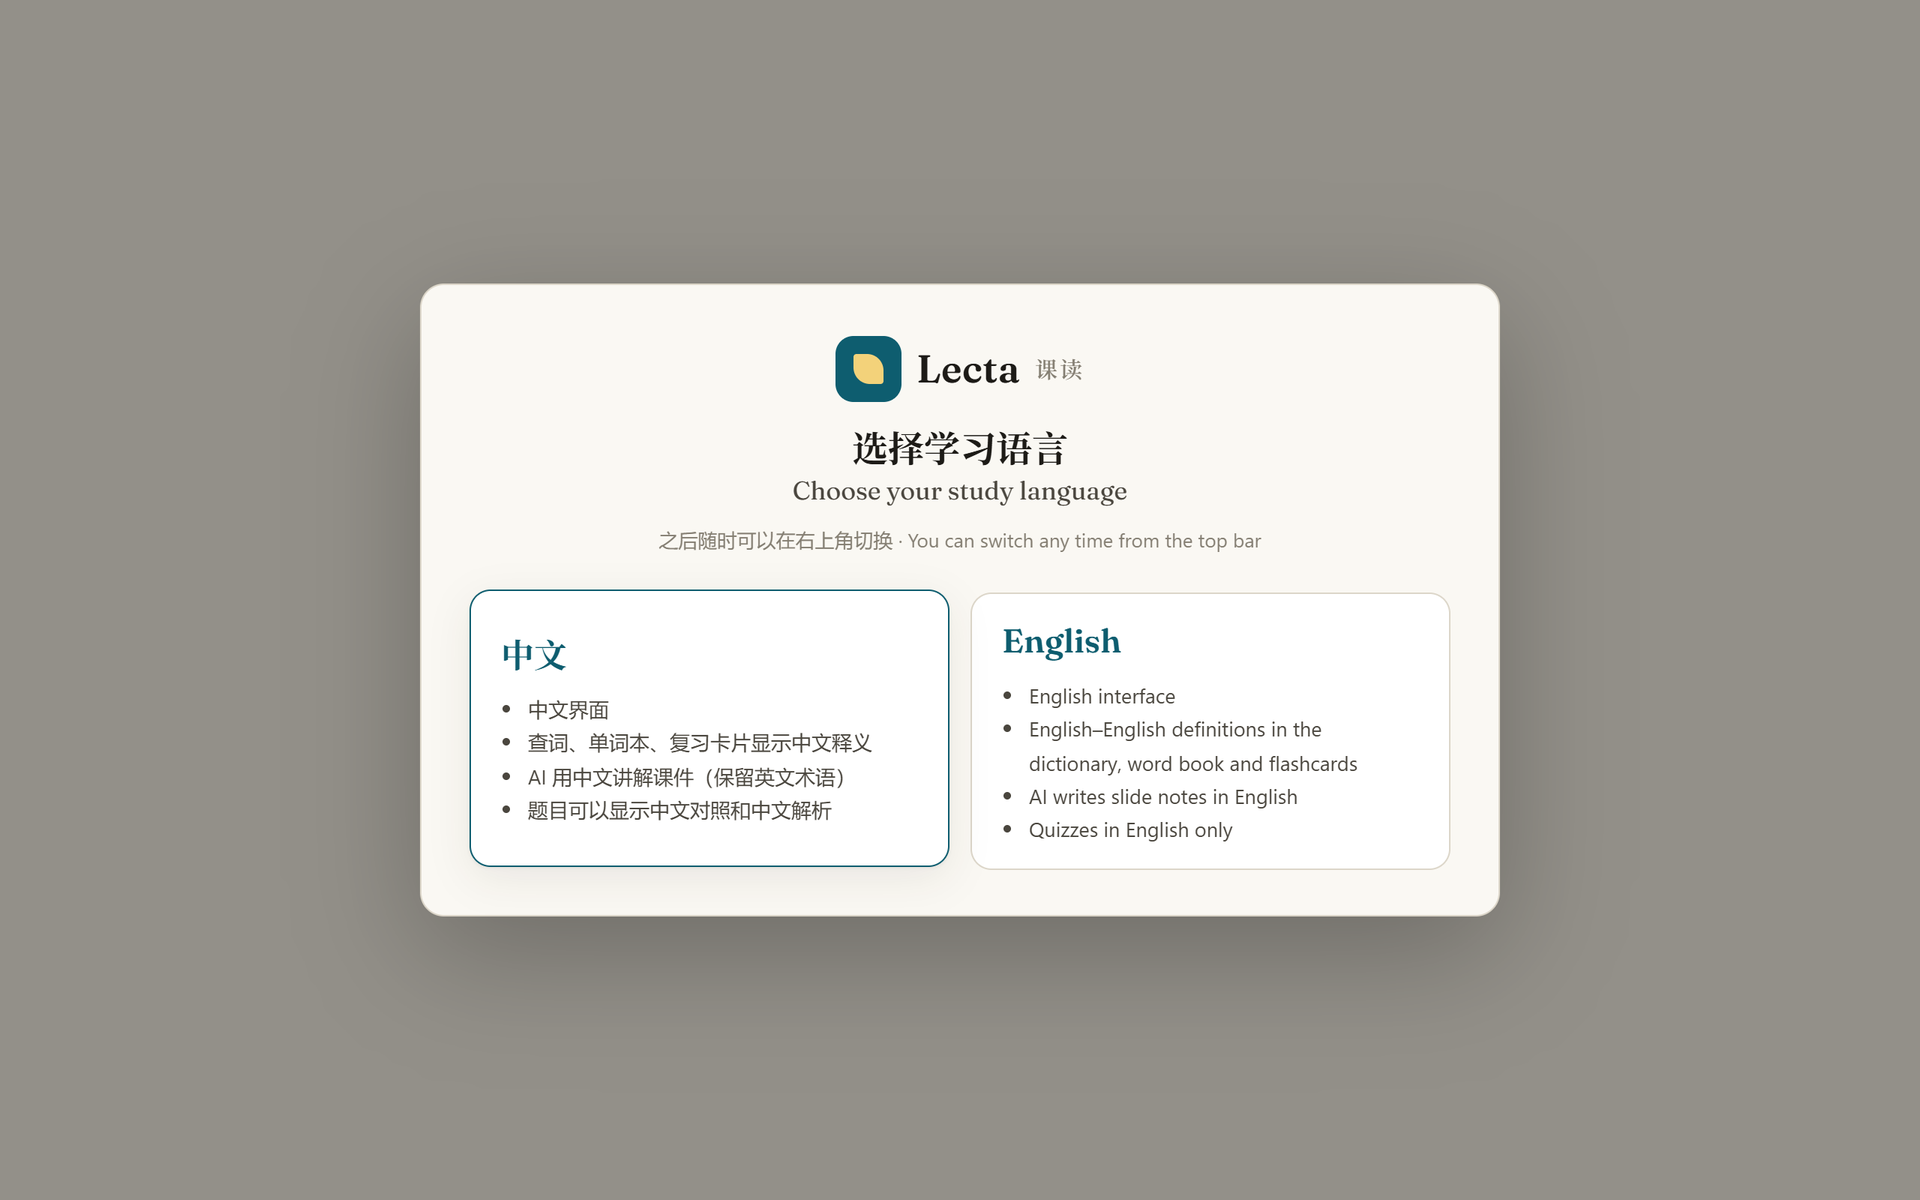 Lecta 课读
选择学习语言
Choose your study language
之后随时可以在右上角切换 · You can switch any time from the top bar
中文
• 中文界面
• 查词、单词本、复习卡片显示中文释义
• AI 用中文讲解课件（保留英文术语）
• 题目可以显示中文对照和中文解析
English
• English interface
• English–English definitions in the
dictionary, word book and flashcards
• AI writes slide notes in English
• Quizzes in English only